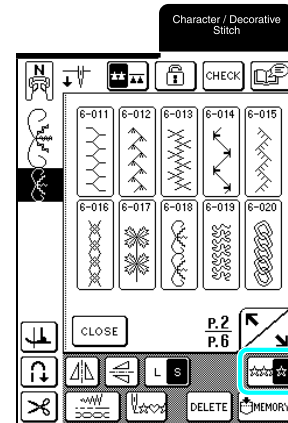 Character / Decorative
Stitch
N
CHECK
6-011 6-012 6-013 6-014 6-015
6-016 6-017 6-018 6-019 6-020
CLOSE
P.2
P.6
L S
DELETE MEMORY